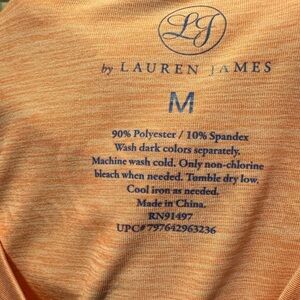 LJ
by LAUREN JAMES
M
90% Polyester / 10% Spandex
Wash dark colors separately.
Machine wash cold. Only non-chlorine
bleach when needed. Tumble dry low.
Cool iron as needed.
Made in China.
RN91497
UPC# 797642963236